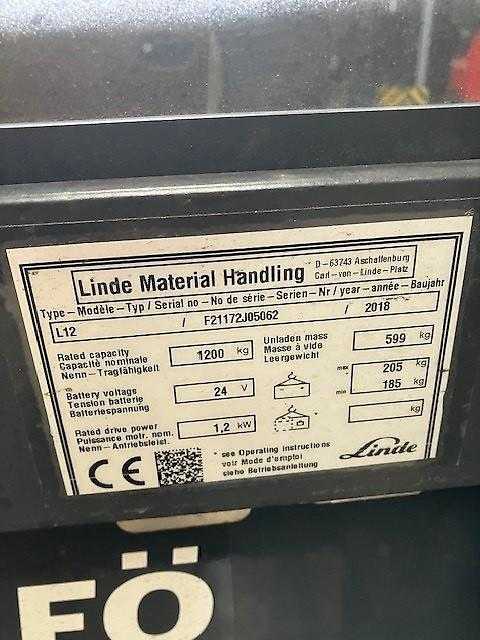 Linde Material Handling
D – 63743 Aschaffenburg
Carl – von – Linde – Platz
Type – Modèle – Typ / Serial no – No de série – Serien – Nr / year – année – Baujahr
L12 / F21172J05062 / 2018
Rated capacity
Capacité nominale
Nenn – Tragfähigkeit
1200 kg
Unladen mass
Masse à vide
Leergewicht
599 kg
Battery voltage
Tension batterie
Batteriespannung
24 V
max 205 kg
min 185 kg
Rated drive power
Puissance motr. nom.
Nenn – Antriebsleist.
1,2 kW
kg
CE
* see Operating instructions
voir Mode d'emploi
siehe Betriebsanleitung
Linde
FÖ